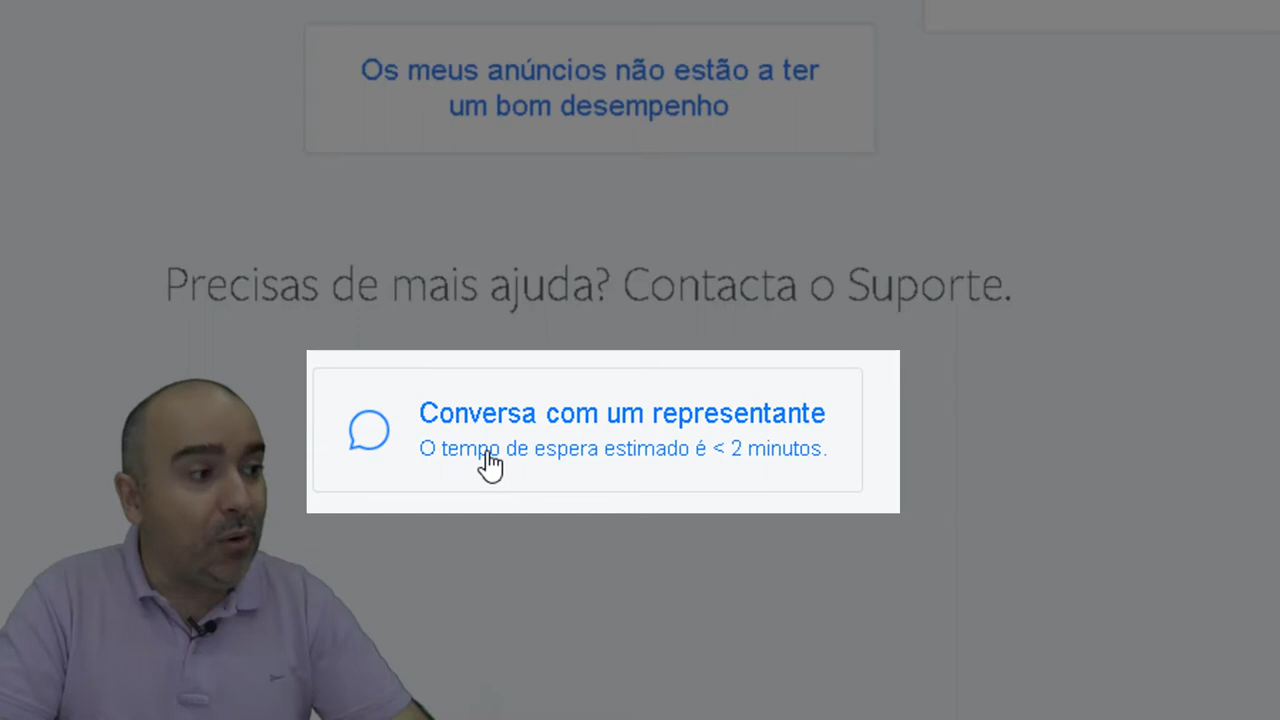 Os meus anúncios não estão a ter
um bom desempenho
Precisas de mais ajuda? Contacta o Suporte.
Conversa com um representante
O tempo de espera estimado é < 2 minutos.